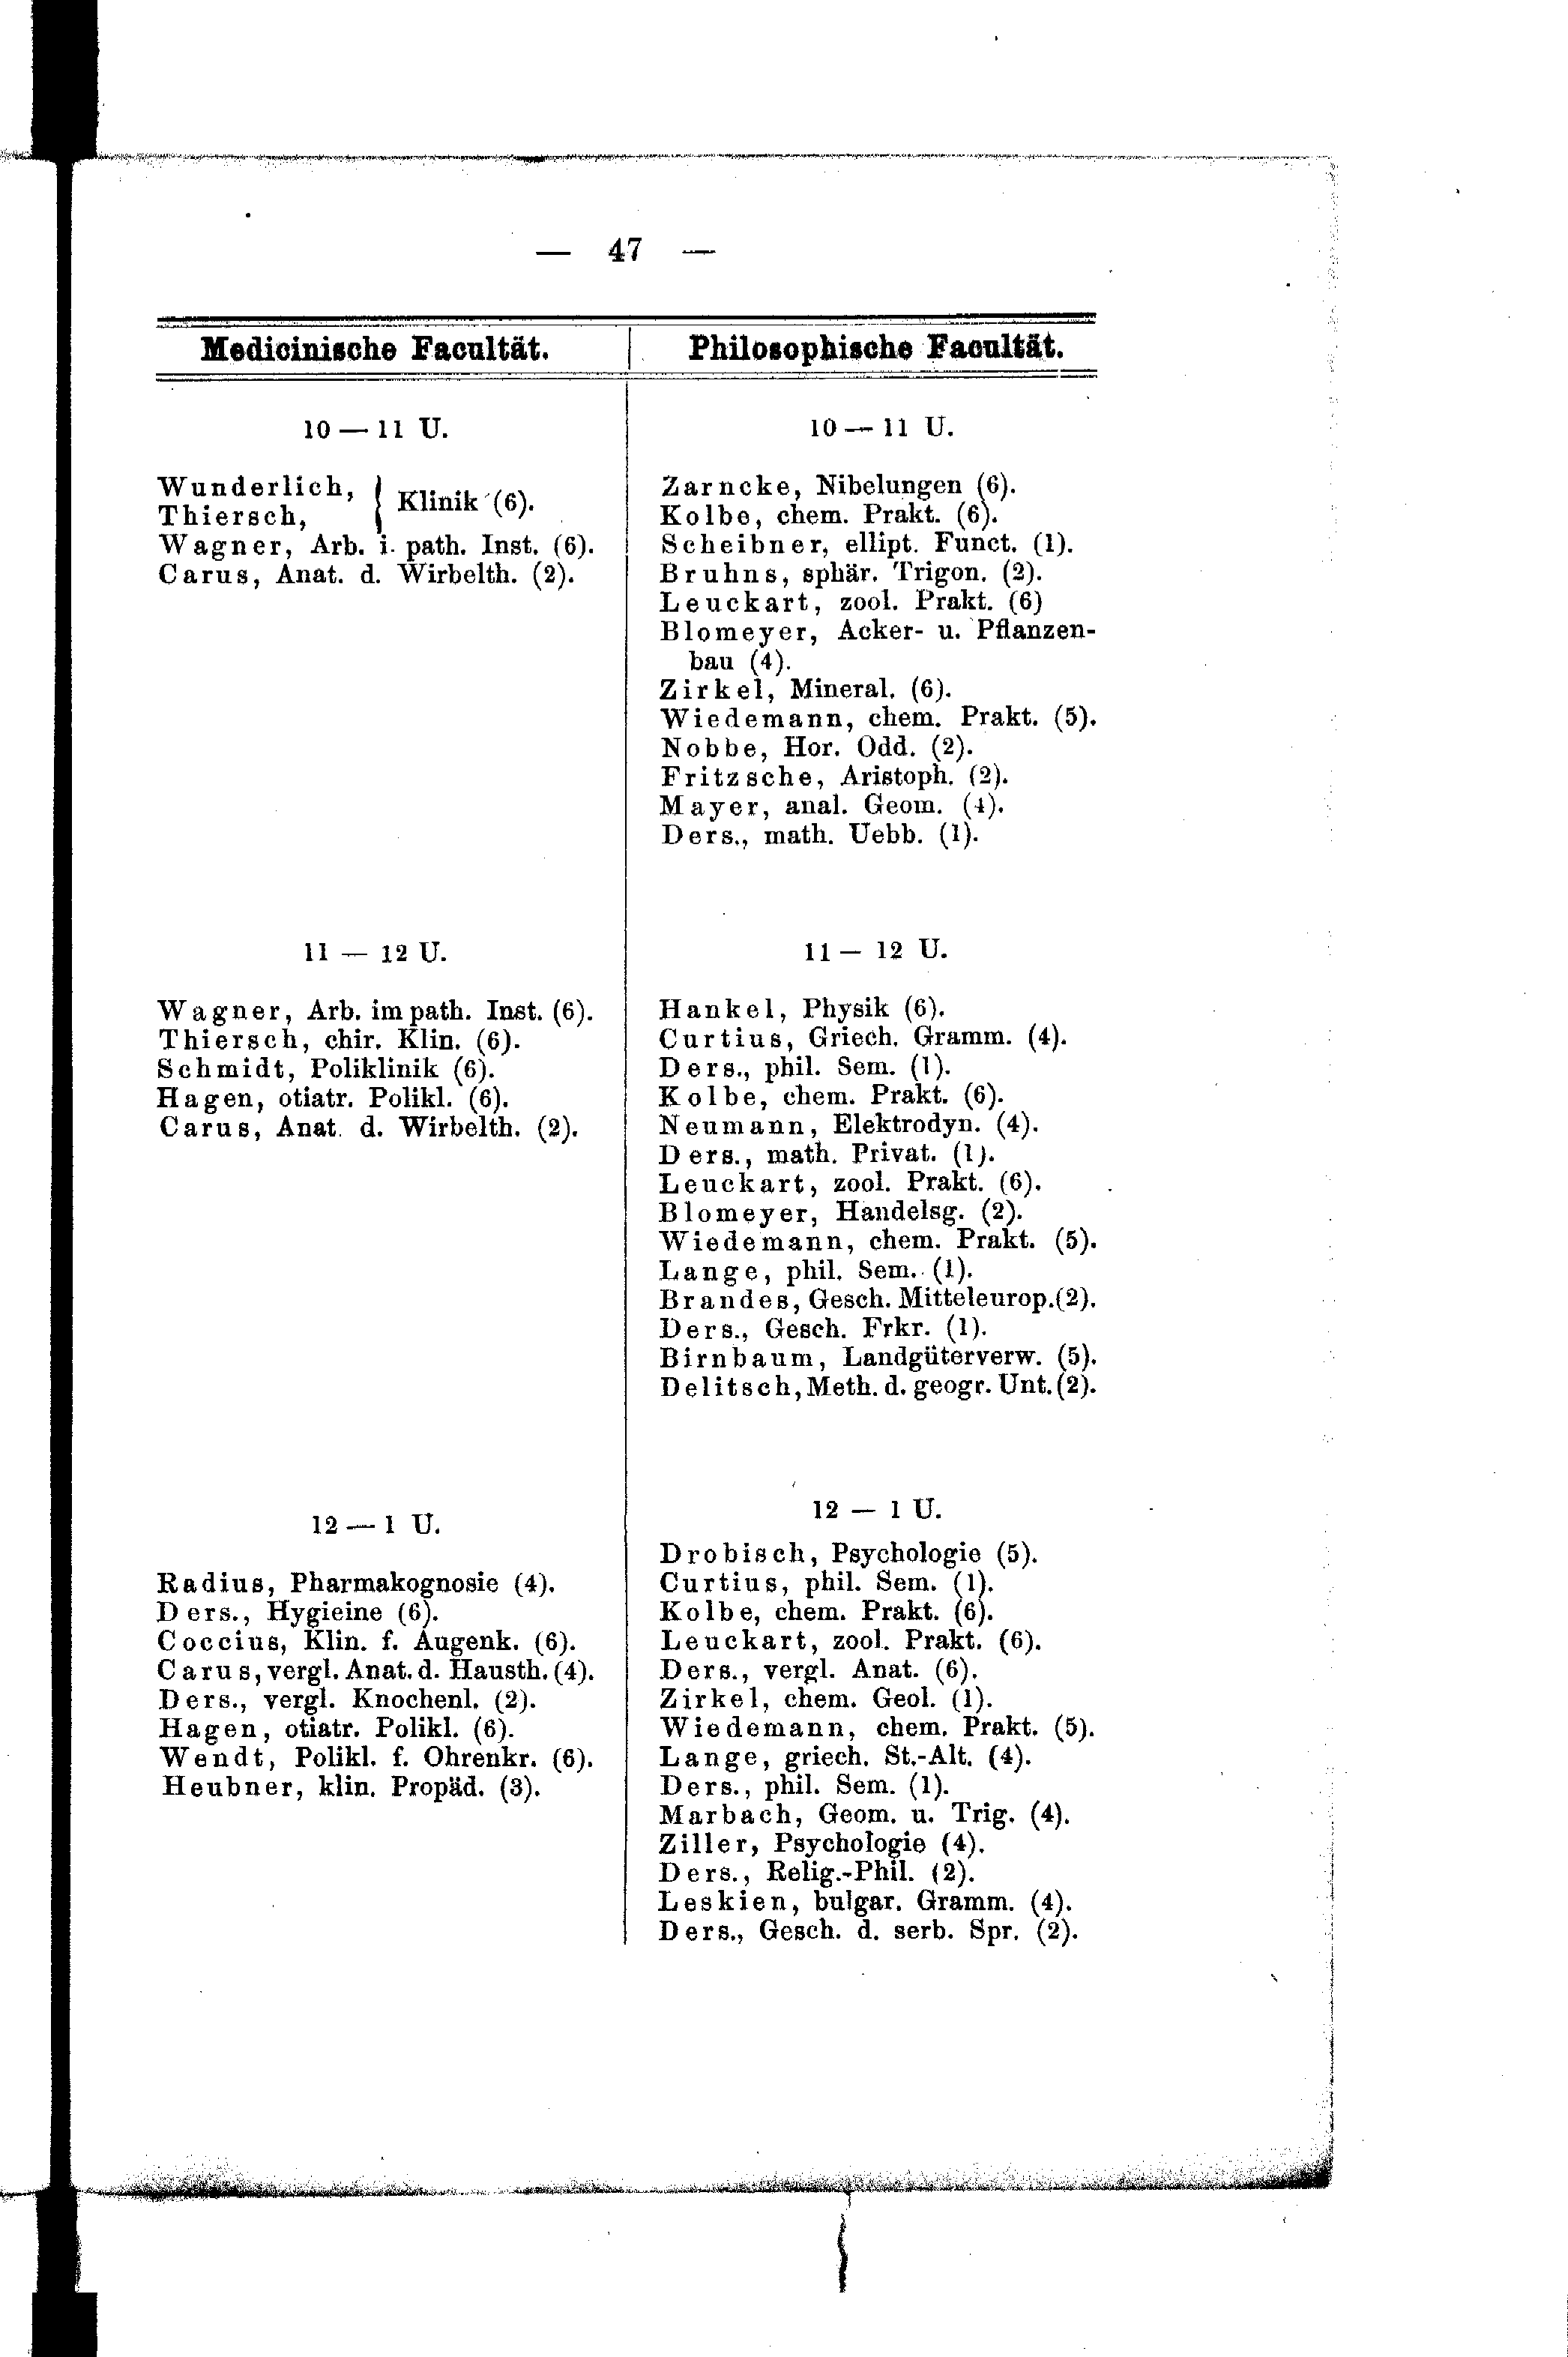 — 47 —
Medicinische Facultät.
10 — 11 U.
Wunderlich,
Thiersch,
} Klinik (6).
Wagner, Arb. i. path. Inst. (6).
Carus, Anat. d. Wirbelth. (2).
11 — 12 U.
Wagner, Arb. im path. Inst. (6).
Thiersch, chir. Klin. (6).
Schmidt, Poliklinik (6).
Hagen, otiatr. Polikl. (6).
Carus, Anat. d. Wirbelth. (2).
12 — 1 U.
Radius, Pharmakognosie (4).
Ders., Hygieine (6).
Coccius, Klin. f. Augenk. (6).
Carus, vergl. Anat. d. Hausth. (4).
Ders., vergl. Knochenl. (2).
Hagen, otiatr. Polikl. (6).
Wendt, Polikl. f. Ohrenkr. (6).
Heubner, klin. Propäd. (3).
Philosophische Facultät.
10 — 11 U.
Zarncke, Nibelungen (6).
Kolbe, chem. Prakt. (6).
Scheibner, ellipt. Funct. (1).
Bruhns, sphär. Trigon. (2).
Leuckart, zool. Prakt. (6)
Blomeyer, Acker- u. Pflanzen-
bau (4).
Zirkel, Mineral. (6).
Wiedemann, chem. Prakt. (5).
Nobbe, Hor. Odd. (2).
Fritzsche, Aristoph. (2).
Mayer, anal. Geom. (4).
Ders., math. Uebb. (1).
11 — 12 U.
Hankel, Physik (6).
Curtius, Griech. Gramm. (4).
Ders., phil. Sem. (1).
Kolbe, chem. Prakt. (6).
Neumann, Elektrodyn. (4).
Ders., math. Privat. (1).
Leuckart, zool. Prakt. (6).
Blomeyer, Handelsg. (2).
Wiedemann, chem. Prakt. (5).
Lange, phil. Sem. (1).
Brandes, Gesch. Mitteleurop. (2).
Ders., Gesch. Frkr. (1).
Birnbaum, Landgüterverw. (5).
Delitsch, Meth. d. geogr. Unt. (2).
12 — 1 U.
Drobisch, Psychologie (5).
Curtius, phil. Sem. (1).
Kolbe, chem. Prakt. (6).
Leuckart, zool. Prakt. (6).
Ders., vergl. Anat. (6).
Zirkel, chem. Geol. (1).
Wiedemann, chem. Prakt. (5).
Lange, griech. St.-Alt. (4).
Ders., phil. Sem. (1).
Marbach, Geom. u. Trig. (4).
Ziller, Psychologie (4).
Ders., Relig.-Phil. (2).
Leskien, bulgar. Gramm. (4).
Ders., Gesch. d. serb. Spr. (2).